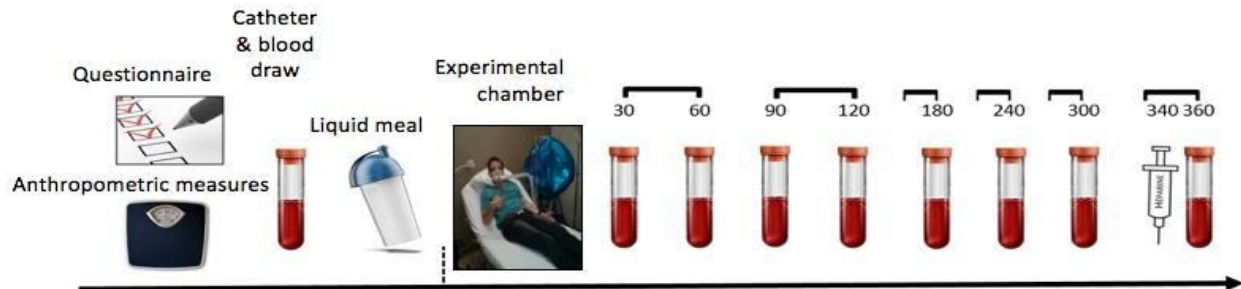 Catheter
& blood
draw
Questionnaire
Experimental
chamber
Liquid meal
Anthropometric measures
30 60 90 120 180 240 300 340 360
HEPARINE